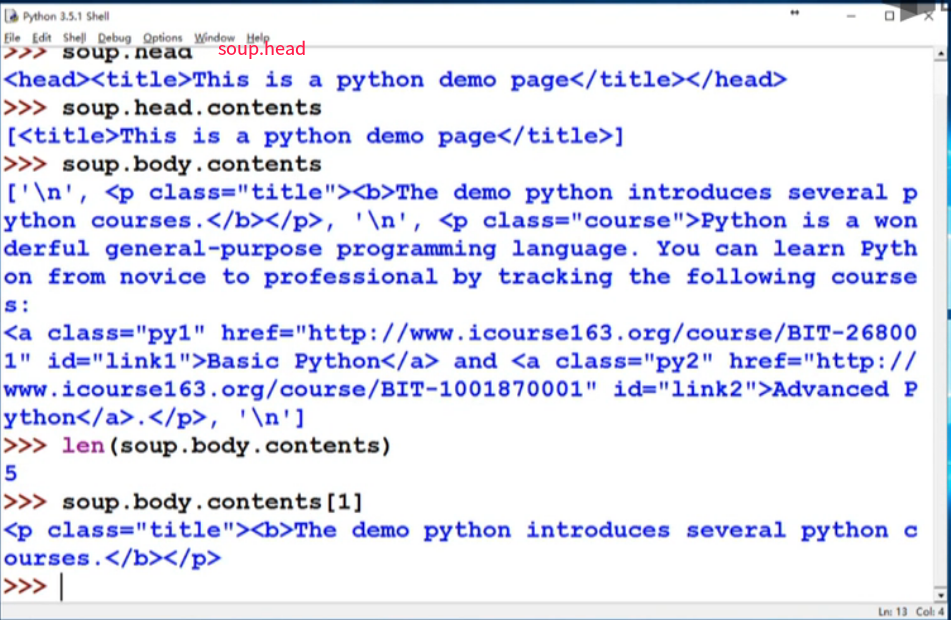 Python 3.5.1 Shell
File Edit Shell Debug Options Window Help
>>> soup.head soup.head
<head><title>This is a python demo page</title></head>
>>> soup.head.contents
[<title>This is a python demo page</title>]
>>> soup.body.contents
['\n', <p class="title"><b>The demo python introduces several p
ython courses.</b></p>, '\n', <p class="course">Python is a won
derful general-purpose programming language. You can learn Pyth
on from novice to professional by tracking the following course
s:
<a class="py1" href="http://www.icourse163.org/course/BIT-26800
1" id="link1">Basic Python</a> and <a class="py2" href="http://
www.icourse163.org/course/BIT-1001870001" id="link2">Advanced P
ython</a>.</p>, '\n']
>>> len(soup.body.contents)
5
>>> soup.body.contents[1]
<p class="title"><b>The demo python introduces several python c
ourses.</b></p>
>>>
Ln: 13 Col: 4